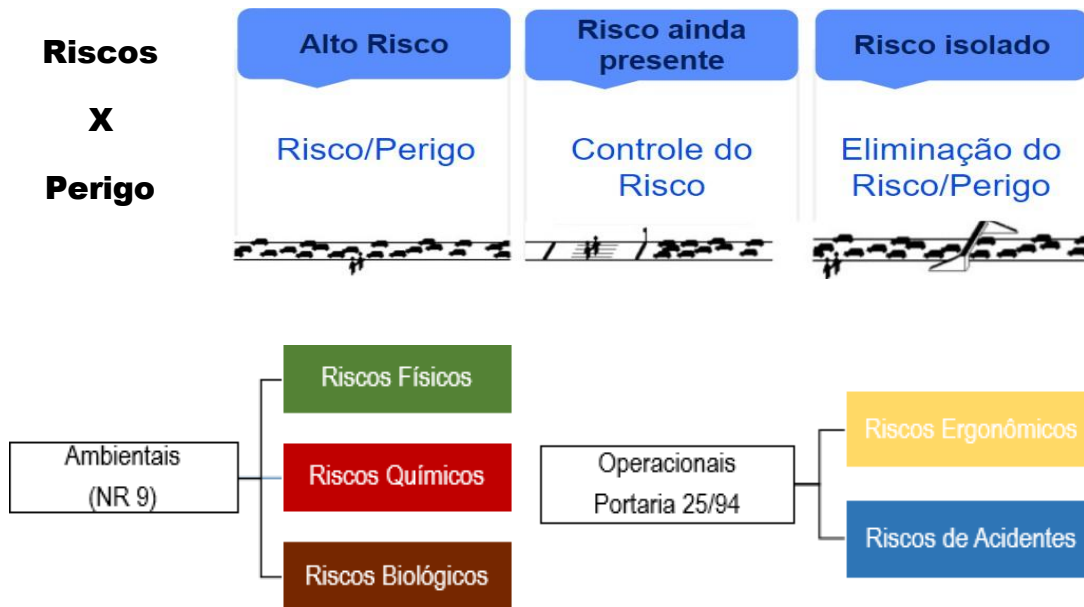 Riscos
X
Perigo
Alto Risco
Risco/Perigo
Risco ainda
presente
Controle do
Risco
Risco isolado
Eliminação do
Risco/Perigo
Ambientais
(NR 9)
Riscos Físicos
Riscos Químicos
Riscos Biológicos
Operacionais
Portaria 25/94
Riscos Ergonômicos
Riscos de Acidentes